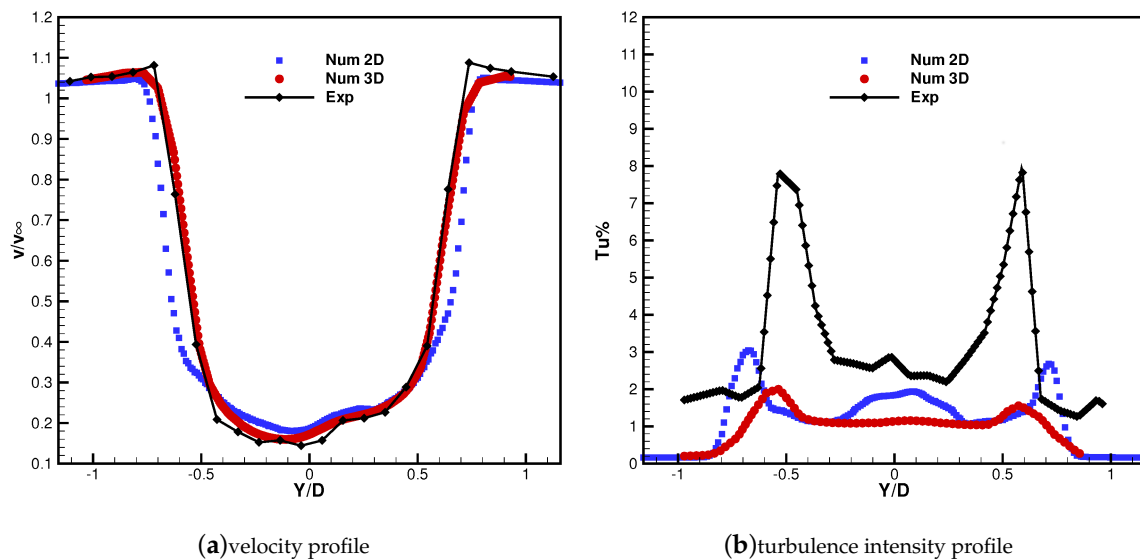 1.2
1.1
1
0.9
0.8
0.7
0.6
0.5
0.4
0.3
0.2
0.1
v/v∞
-1
-0.5
0
0.5
1
Y/D
Num 2D
Num 3D
Exp
(a)velocity profile
12
11
10
9
8
7
6
5
4
3
2
1
0
Tu%
-1
-0.5
0
0.5
1
Y/D
Num 2D
Num 3D
Exp
(b)turbulence intensity profile